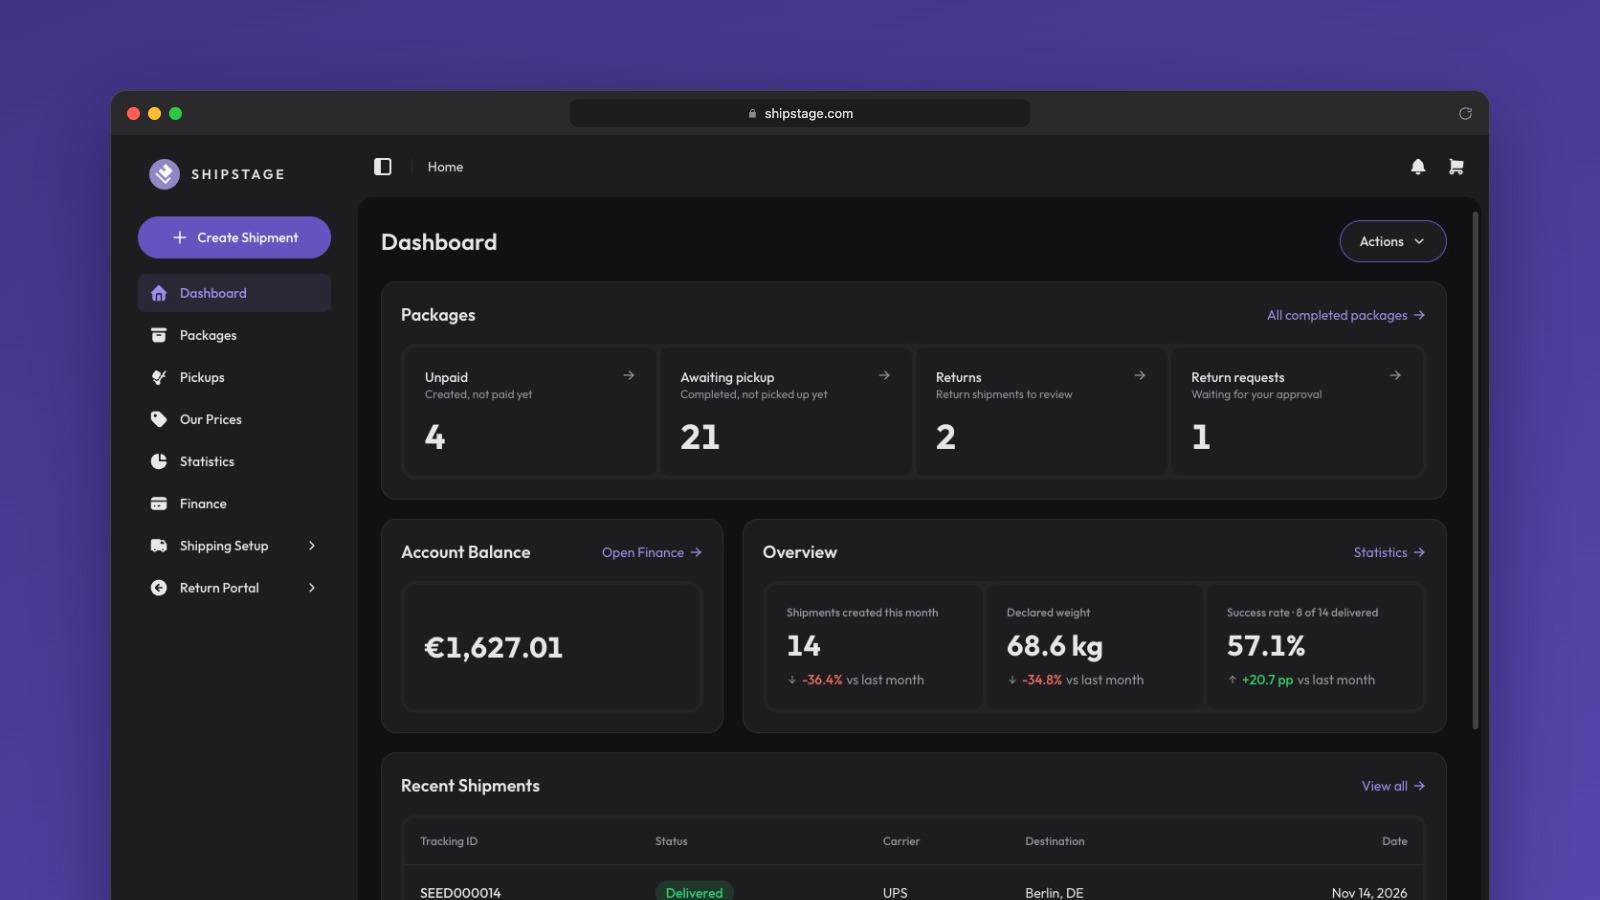 shipstage.com
SHIPSTAGE
Home
Create Shipment
Dashboard
Packages
Pickups
Our Prices
Statistics
Finance
Shipping Setup
Return Portal
Dashboard
Actions
Packages
All completed packages →
Unpaid →
Created, not paid yet
4
Awaiting pickup →
Completed, not picked up yet
21
Returns →
Return shipments to review
2
Return requests →
Waiting for your approval
1
Account Balance
Open Finance →
€1,627.01
Overview
Statistics →
Shipments created this month
14
↓ -36.4% vs last month
Declared weight
68.6 kg
↓ -34.8% vs last month
Success rate · 8 of 14 delivered
57.1%
↑ +20.7 pp vs last month
Recent Shipments
View all →
Tracking ID Status Carrier Destination Date
SEED000014 Delivered UPS Berlin, DE Nov 14, 2026